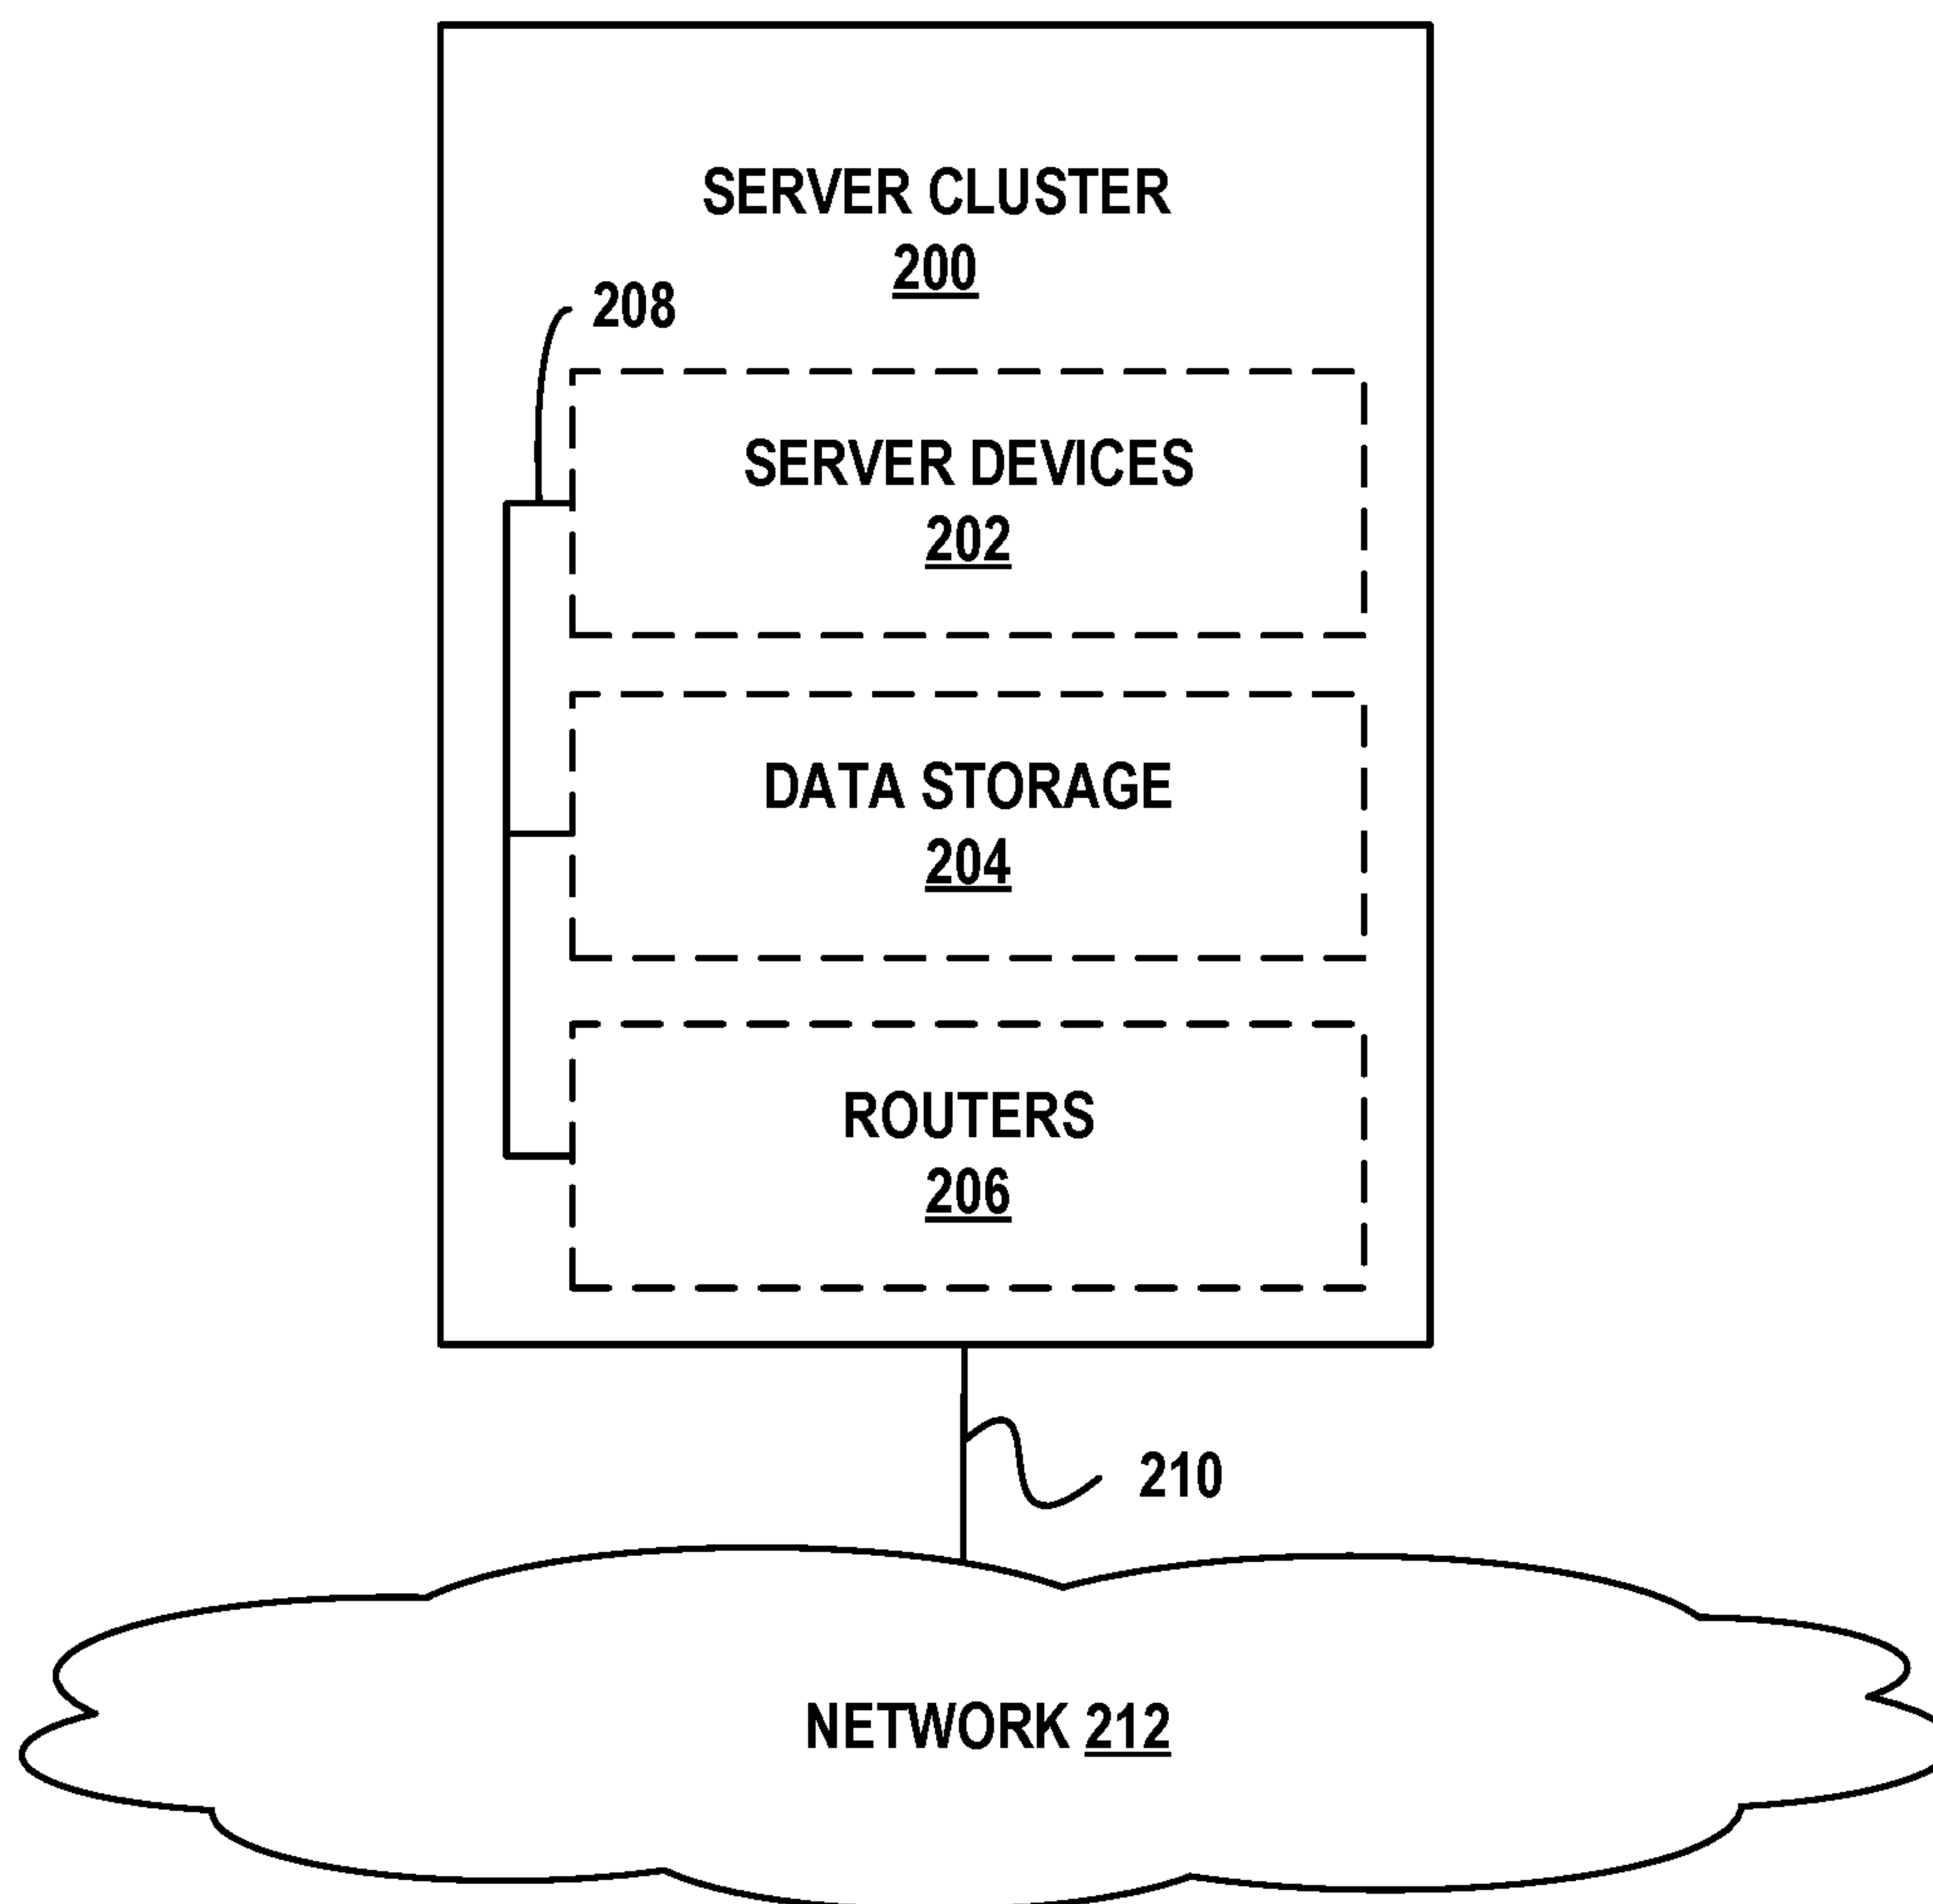 SERVER CLUSTER
200
208
SERVER DEVICES
202
DATA STORAGE
204
ROUTERS
206
210
NETWORK 212